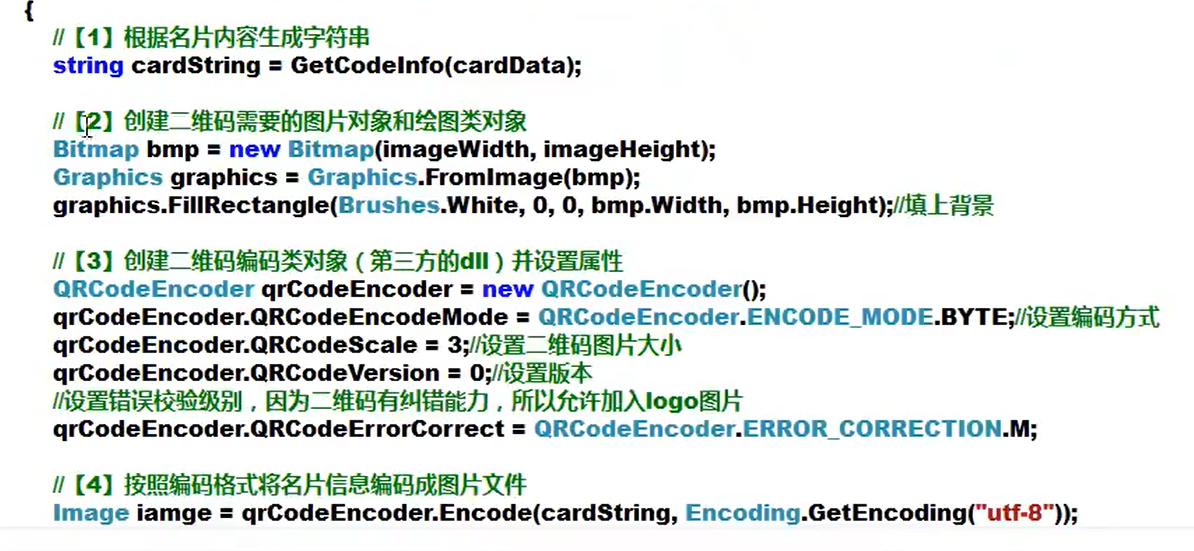 {
//【1】根据名片内容生成字符串
string cardString = GetCodeInfo(cardData);
//【2】创建二维码需要的图片对象和绘图类对象
Bitmap bmp = new Bitmap(imageWidth, imageHeight);
Graphics graphics = Graphics.FromImage(bmp);
graphics.FillRectangle(Brushes.White, 0, 0, bmp.Width, bmp.Height);//填上背景
//【3】创建二维码编码类对象（第三方的dll）并设置属性
QRCodeEncoder qrCodeEncoder = new QRCodeEncoder();
qrCodeEncoder.QRCodeEncodeMode = QRCodeEncoder.ENCODE_MODE.BYTE;//设置编码方式
qrCodeEncoder.QRCodeScale = 3;//设置二维码图片大小
qrCodeEncoder.QRCodeVersion = 0;//设置版本
//设置错误校验级别，因为二维码有纠错能力，所以允许加入logo图片
qrCodeEncoder.QRCodeErrorCorrect = QRCodeEncoder.ERROR_CORRECTION.M;
//【4】按照编码格式将名片信息编码成图片文件
Image iamge = qrCodeEncoder.Encode(cardString, Encoding.GetEncoding("utf-8"));